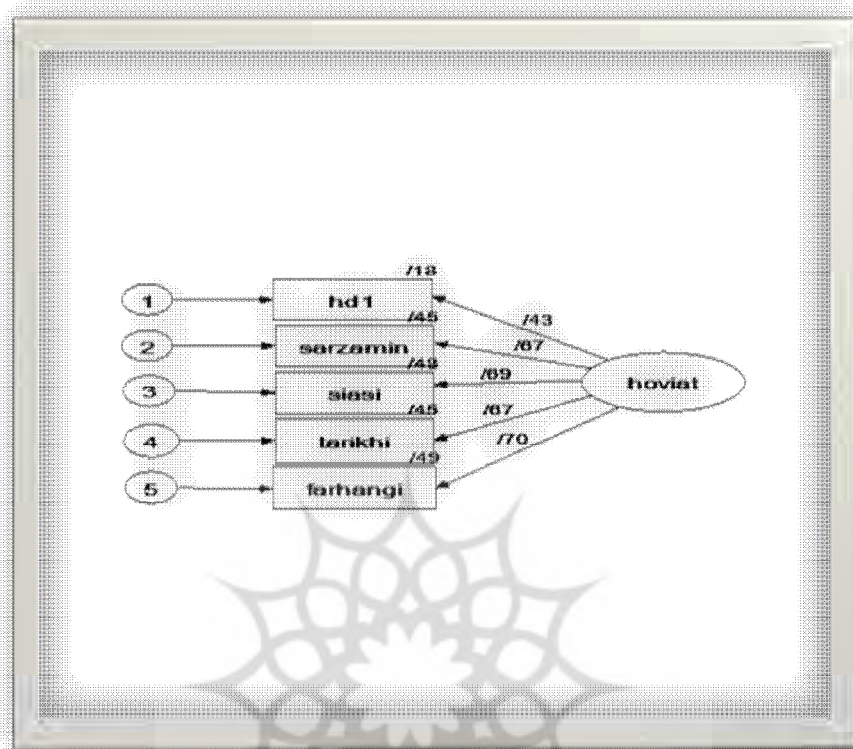 /18
1 hd1 /43
/45
2 sarzamin /67
/48
3 siasi /69 hoviat
/45
4 tarikhi /67
/49 /70
5 farhangi